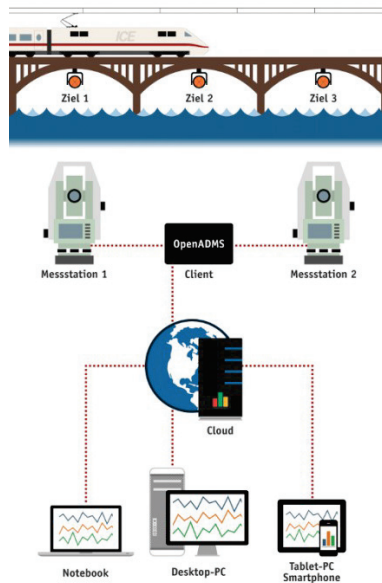 ICE
Ziel 1
Ziel 2
Ziel 3
OpenADMS
Messstation 1
Client
Messstation 2
Cloud
Notebook
Desktop-PC
Tablet-PC
Smartphone